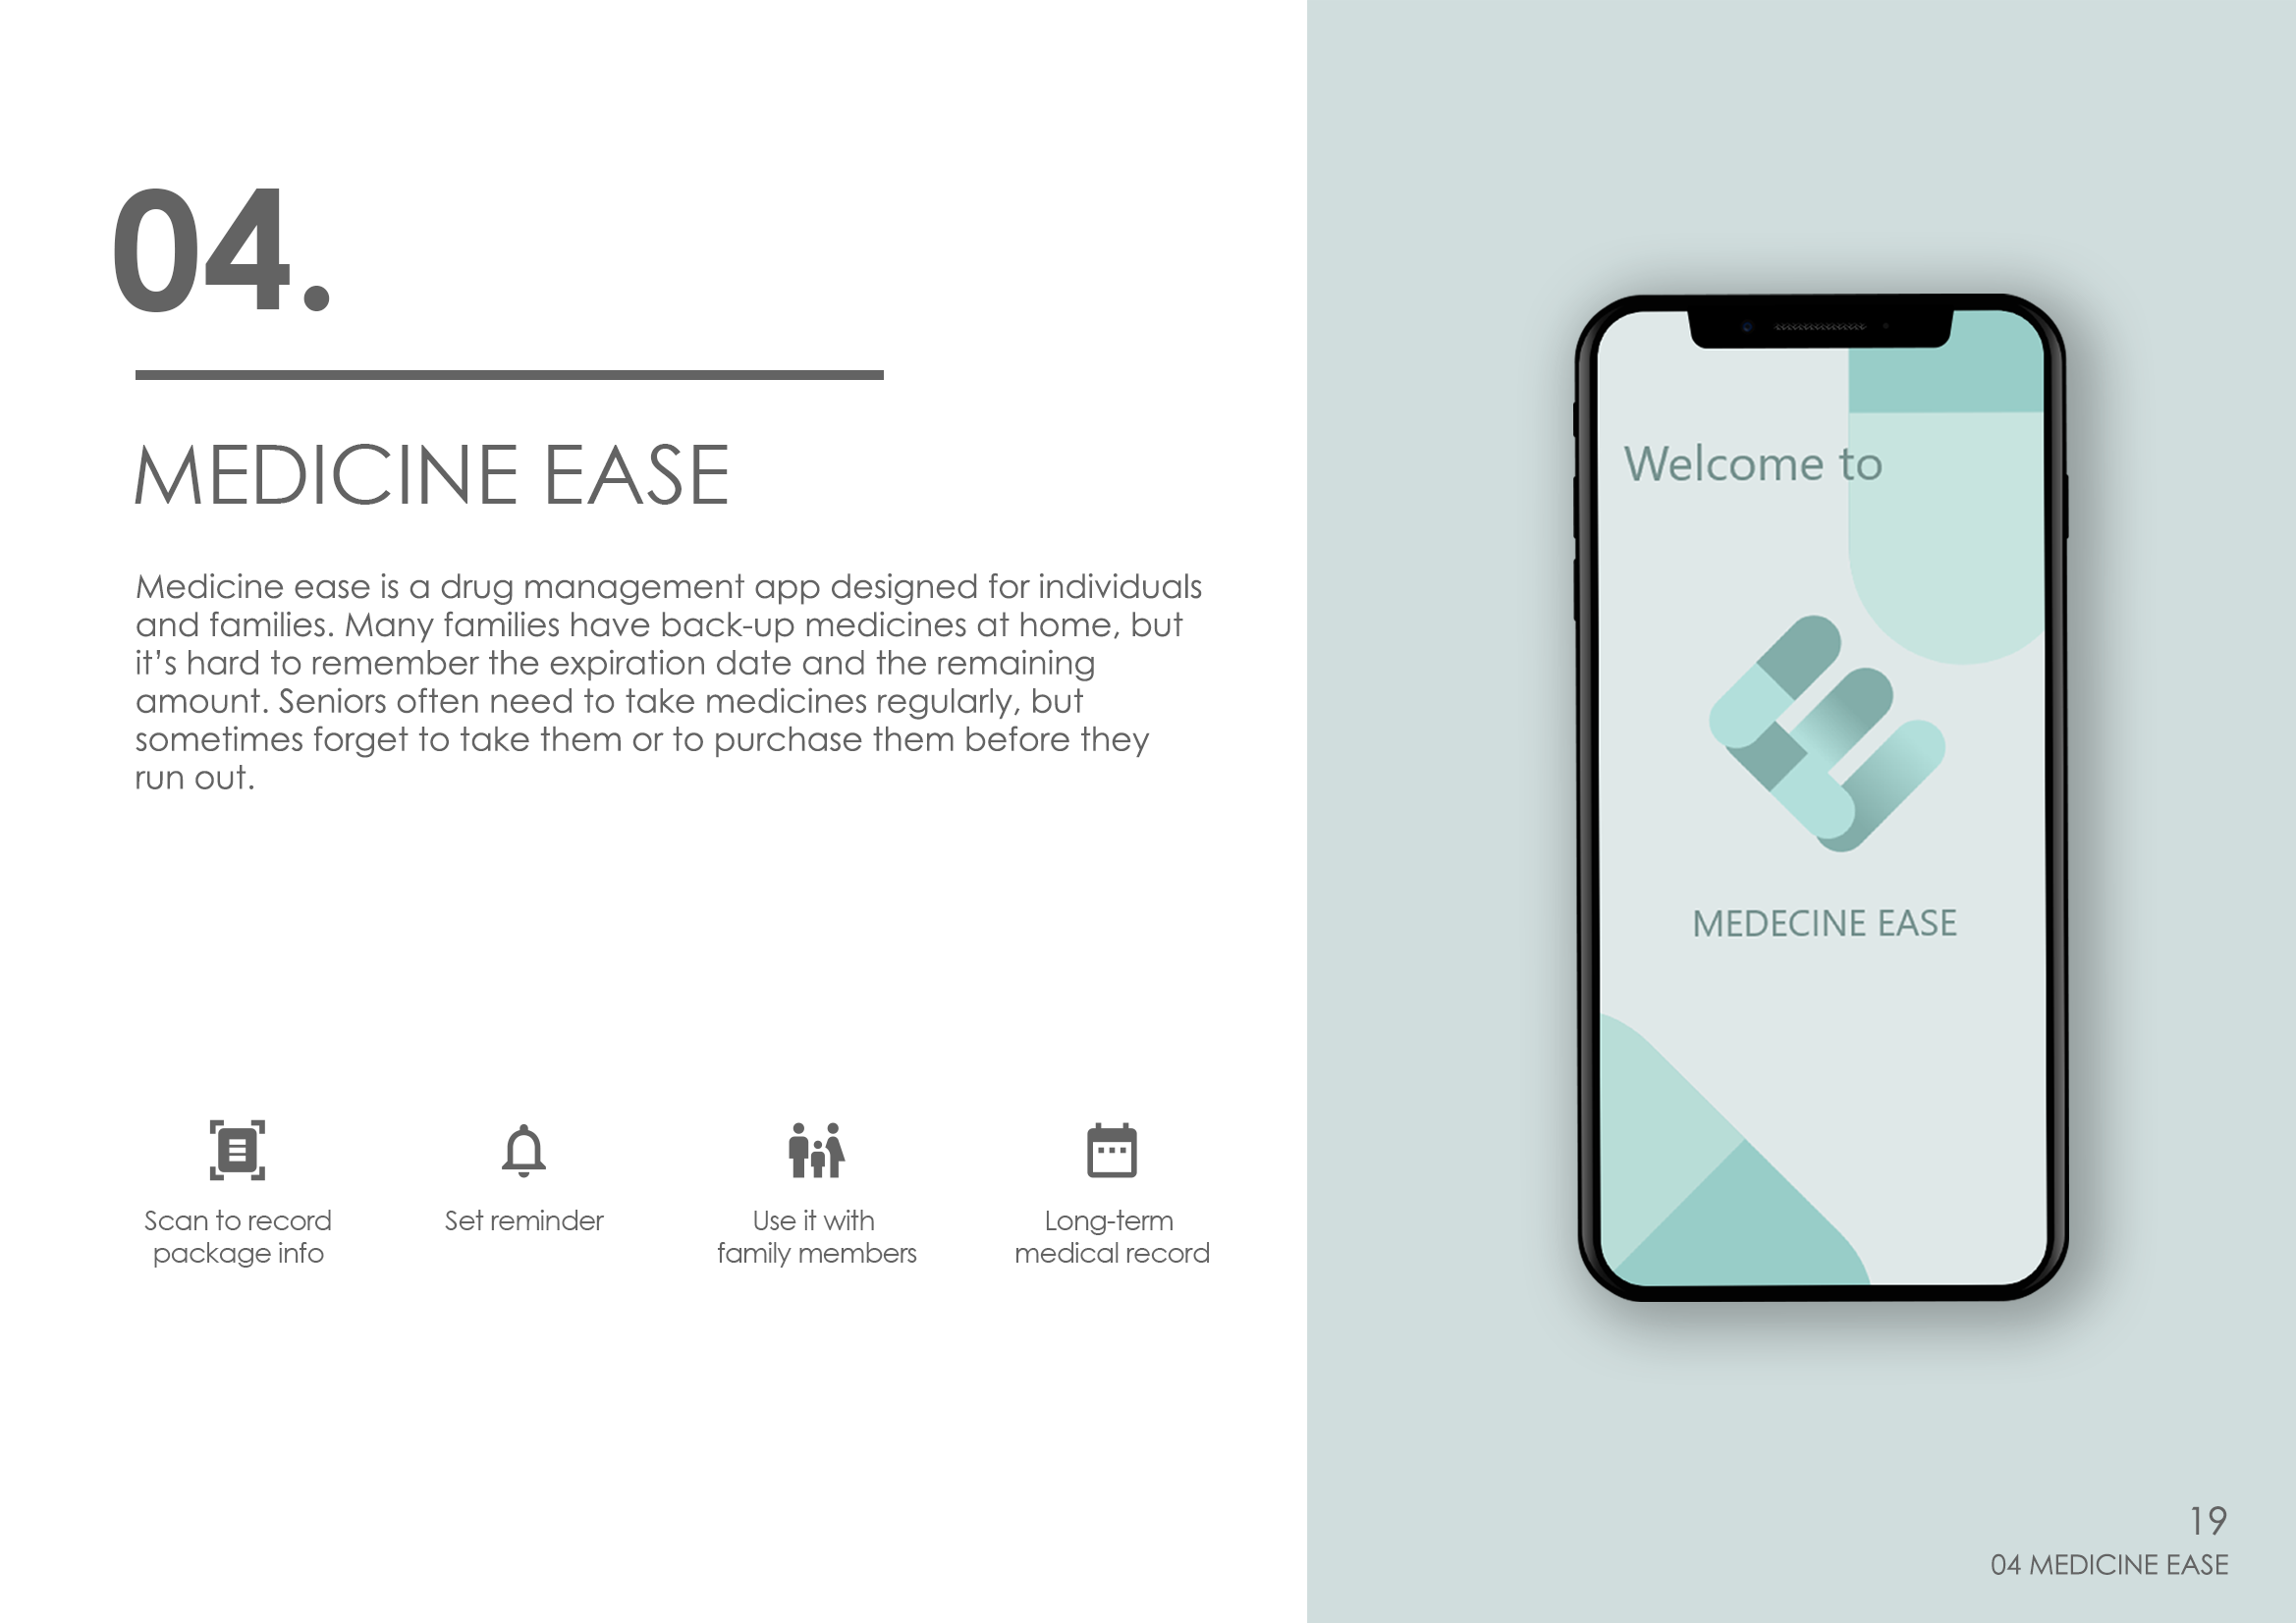 04.
MEDICINE EASE
Medicine ease is a drug management app designed for individuals
and families. Many families have back-up medicines at home, but
it’s hard to remember the expiration date and the remaining
amount. Seniors often need to take medicines regularly, but
sometimes forget to take them or to purchase them before they
run out.
Scan to record
package info
Set reminder
Use it with
family members
Long-term
medical record
Welcome to
MEDECINE EASE
19
04 MEDICINE EASE